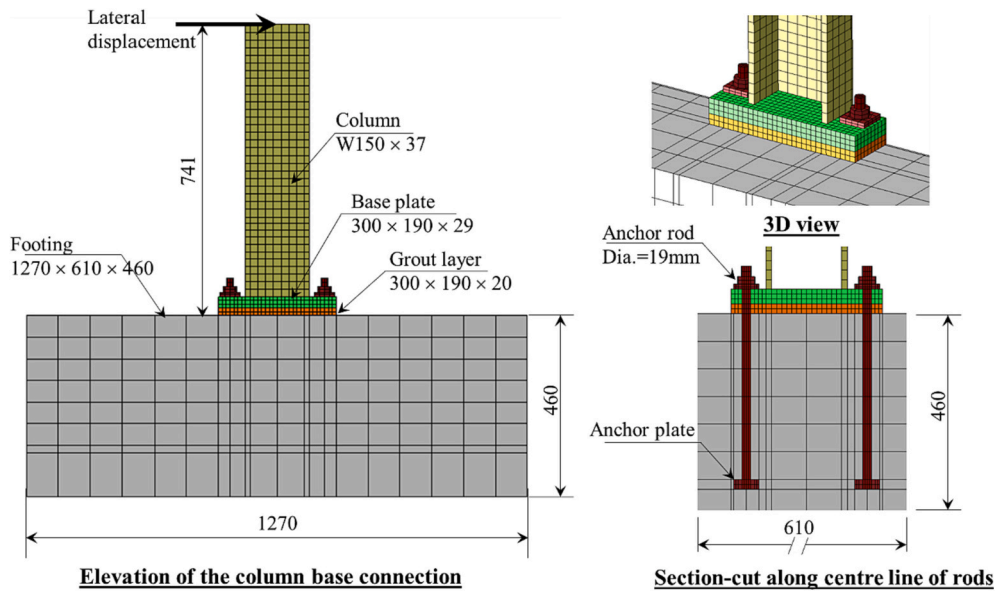 Lateral
displacement
741
Column
W150 × 37
Base plate
300 × 190 × 29
Footing
1270 × 610 × 460
Grout layer
300 × 190 × 20
460
1270
Elevation of the column base connection
3D view
Anchor rod
Dia.=19mm
Anchor plate
460
610
Section-cut along centre line of rods